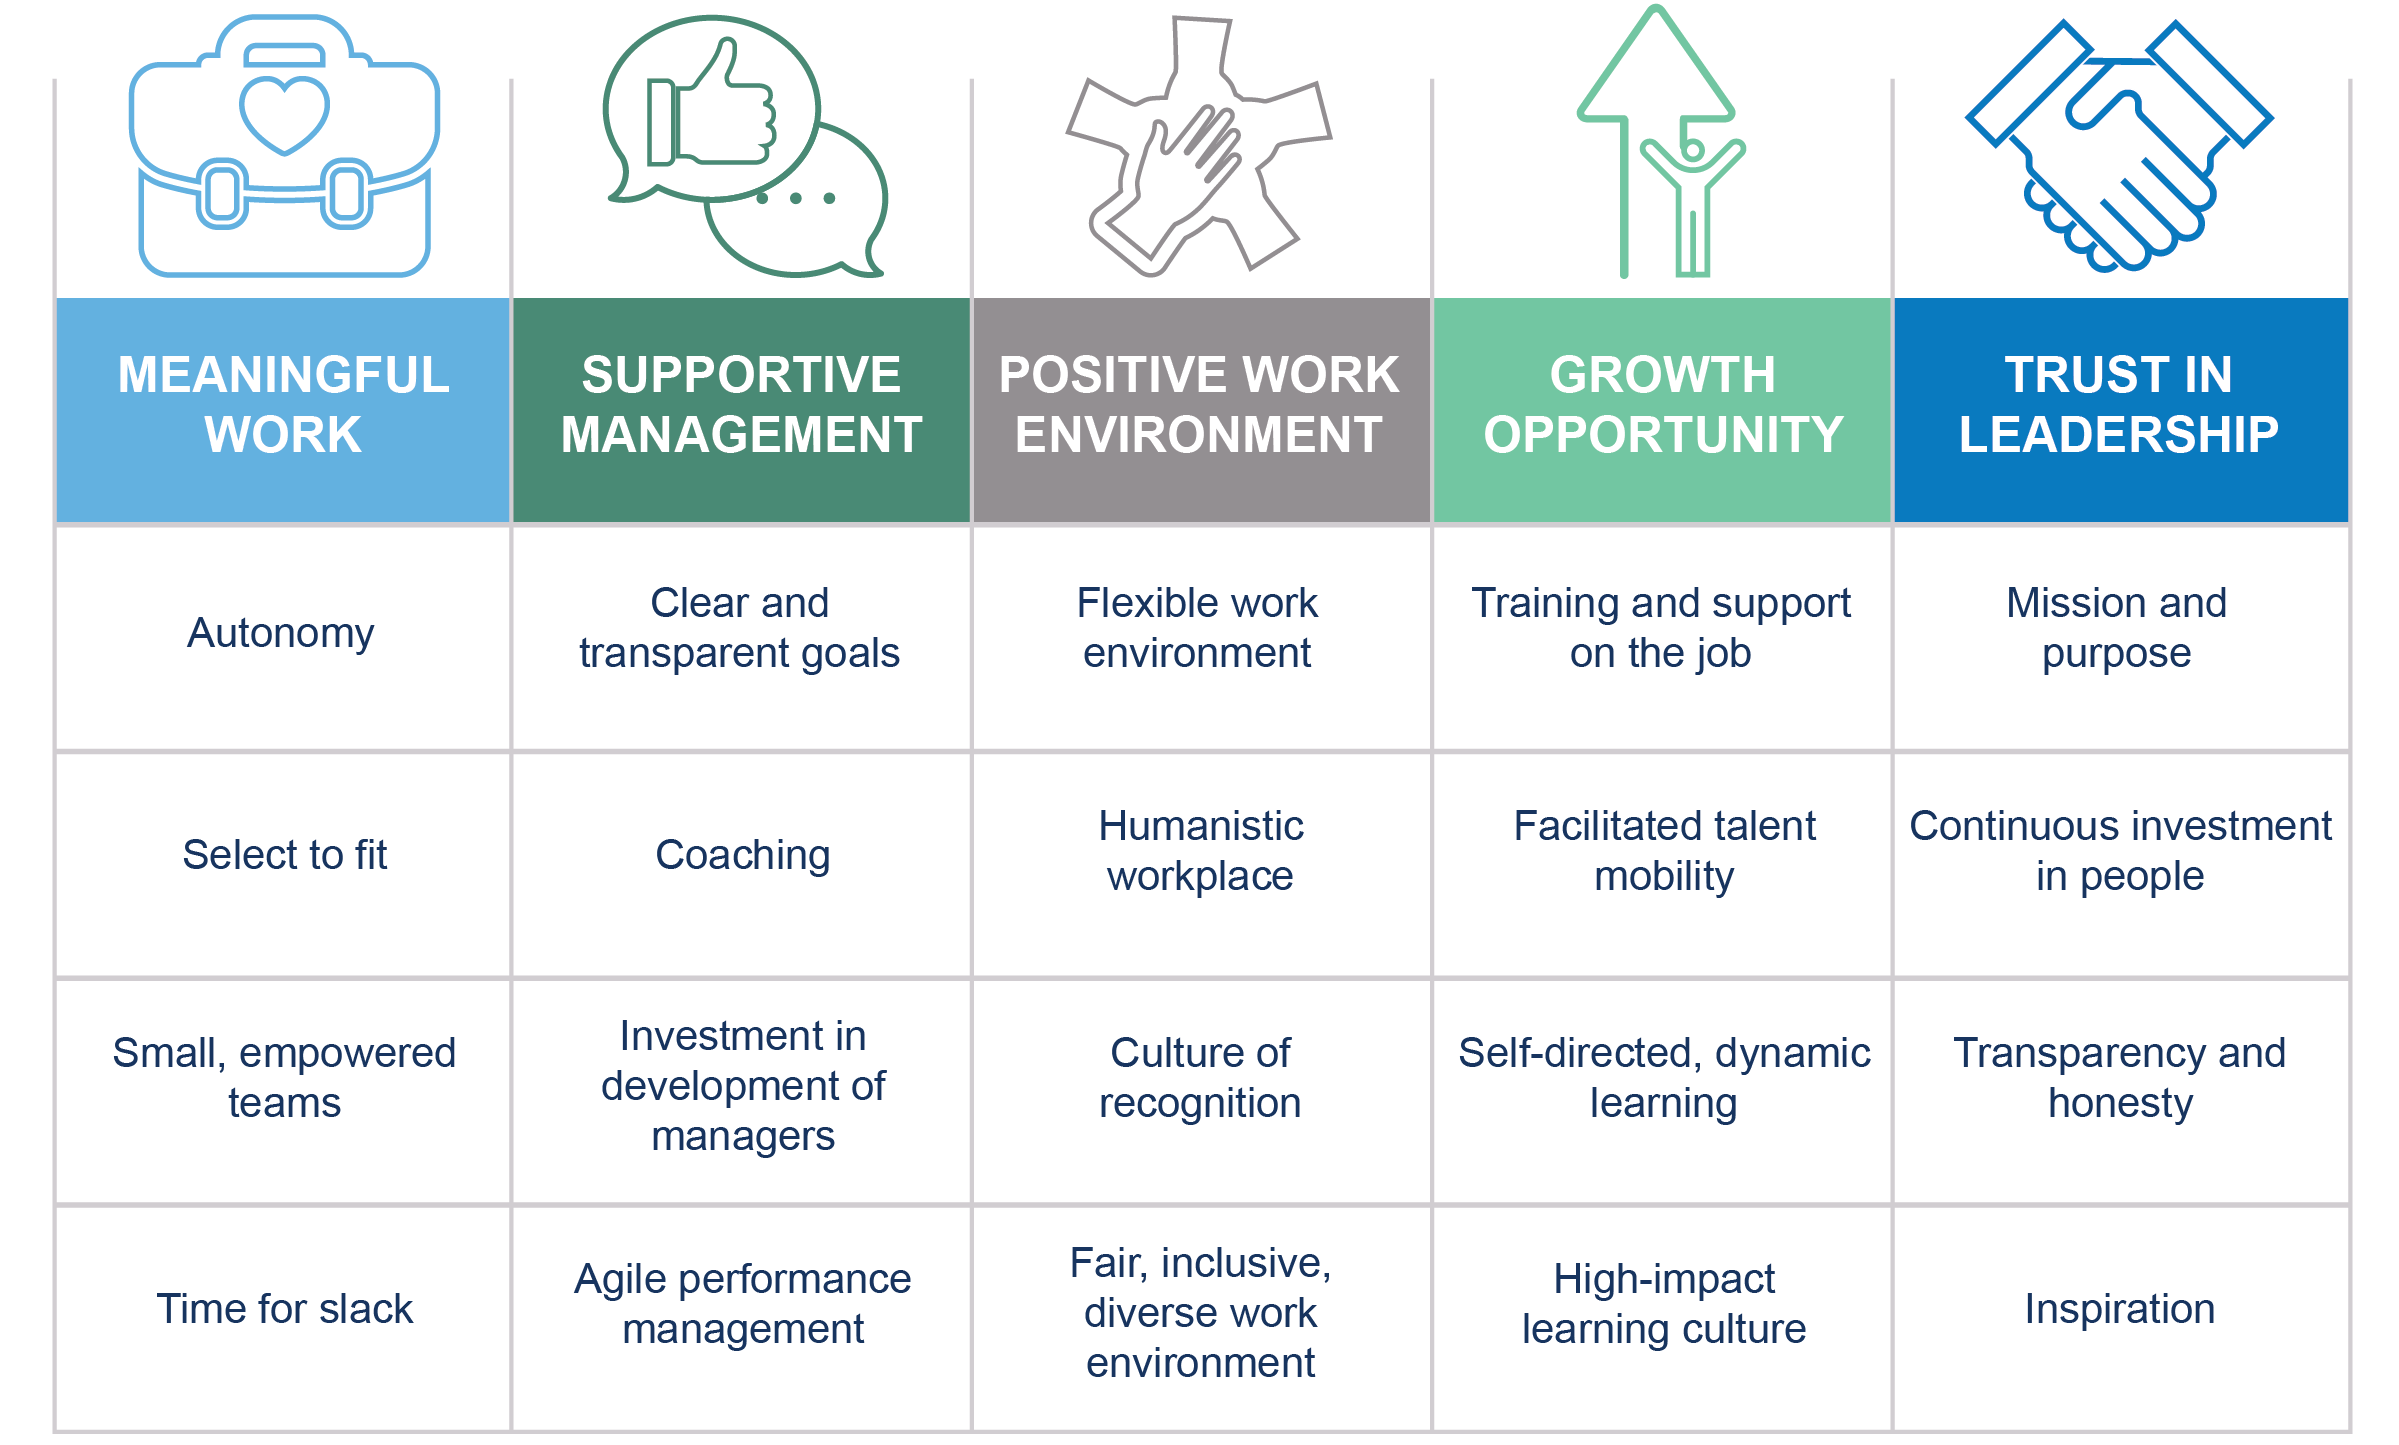 MEANINGFUL
WORK
SUPPORTIVE
MANAGEMENT
POSITIVE WORK
ENVIRONMENT
GROWTH
OPPORTUNITY
TRUST IN
LEADERSHIP
Autonomy
Clear and
transparent goals
Flexible work
environment
Training and support
on the job
Mission and
purpose
Select to fit
Coaching
Humanistic
workplace
Facilitated talent
mobility
Continuous investment
in people
Small, empowered
teams
Investment in
development of
managers
Culture of
recognition
Self-directed, dynamic
learning
Transparency and
honesty
Time for slack
Agile performance
management
Fair, inclusive,
diverse work
environment
High-impact
learning culture
Inspiration